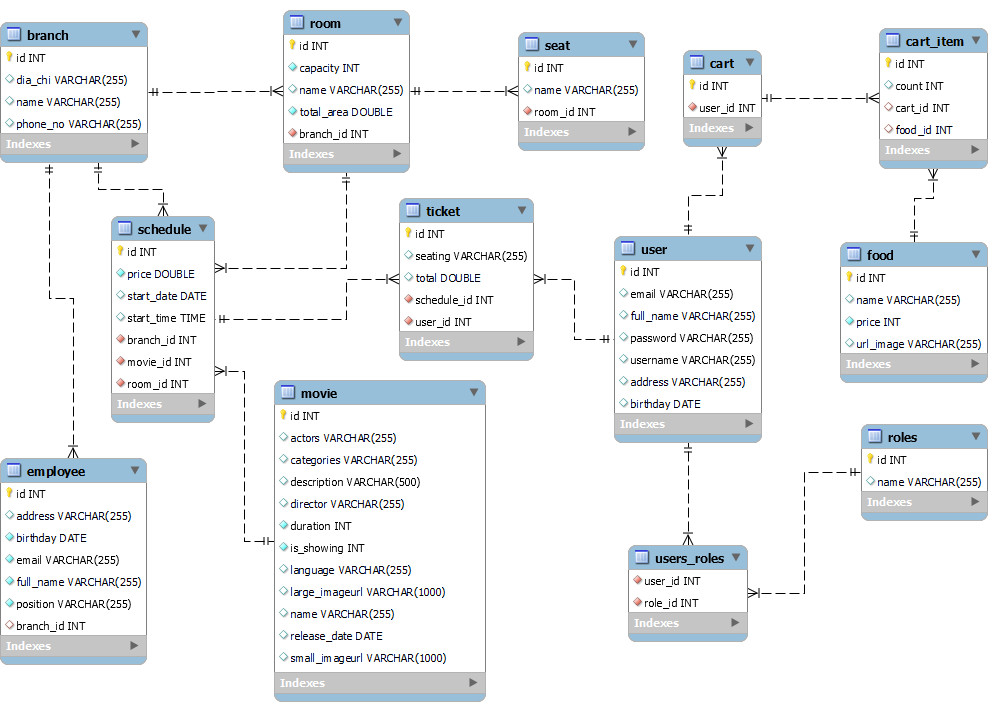 branch
id INT
dia_chi VARCHAR(255)
name VARCHAR(255)
phone_no VARCHAR(255)
Indexes
room
id INT
capacity INT
name VARCHAR(255)
total_area DOUBLE
branch_id INT
Indexes
seat
id INT
name VARCHAR(255)
room_id INT
Indexes
cart
id INT
user_id INT
Indexes
cart_item
id INT
count INT
cart_id INT
food_id INT
Indexes
schedule
id INT
price DOUBLE
start_date DATE
start_time TIME
branch_id INT
movie_id INT
room_id INT
Indexes
ticket
id INT
seating VARCHAR(255)
total DOUBLE
schedule_id INT
user_id INT
Indexes
user
id INT
email VARCHAR(255)
full_name VARCHAR(255)
password VARCHAR(255)
username VARCHAR(255)
address VARCHAR(255)
birthday DATE
Indexes
food
id INT
name VARCHAR(255)
price INT
url_image VARCHAR(255)
Indexes
employee
id INT
address VARCHAR(255)
birthday DATE
email VARCHAR(255)
full_name VARCHAR(255)
position VARCHAR(255)
branch_id INT
Indexes
movie
id INT
actors VARCHAR(255)
categories VARCHAR(255)
description VARCHAR(500)
director VARCHAR(255)
duration INT
is_showing INT
language VARCHAR(255)
large_imageurl VARCHAR(1000)
name VARCHAR(255)
release_date DATE
small_imageurl VARCHAR(1000)
Indexes
roles
id INT
name VARCHAR(255)
Indexes
users_roles
user_id INT
role_id INT
Indexes